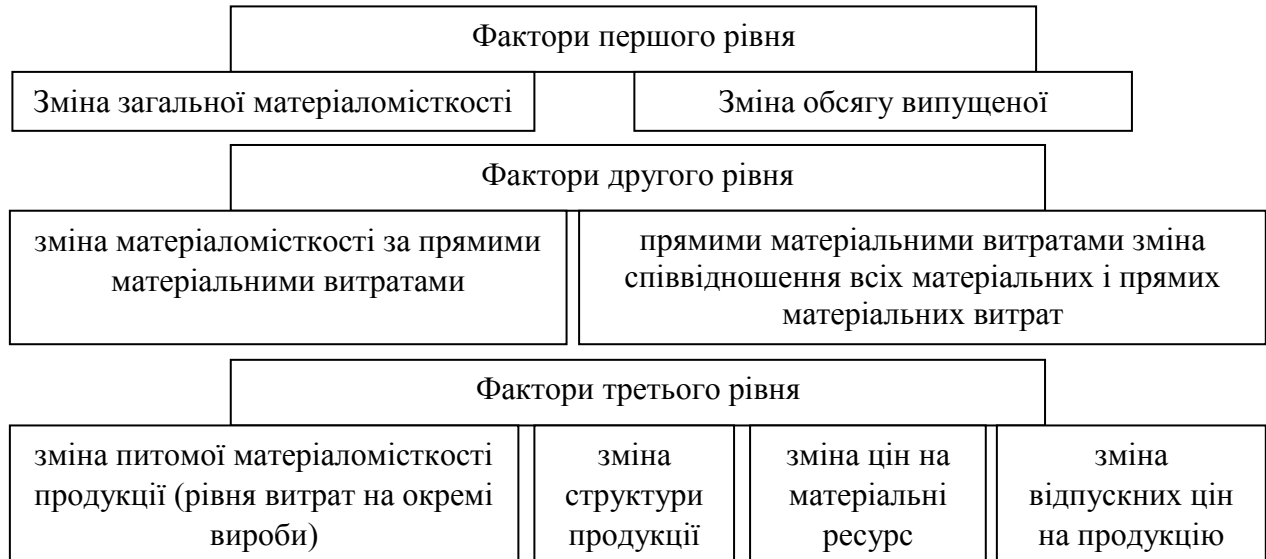 Фактори першого рівня
Зміна загальної матеріаломісткості
Зміна обсягу випущеної
Фактори другого рівня
зміна матеріаломісткості за прямими
матеріальними витратами
прямими матеріальними витратами зміна
співвідношення всіх матеріальних і прямих
матеріальних витрат
Фактори третього рівня
зміна питомої матеріаломісткості
продукції (рівня витрат на окремі
вироби)
зміна
структури
продукції
зміна цін на
матеріальні
ресурс
зміна
відпускних цін
на продукцію